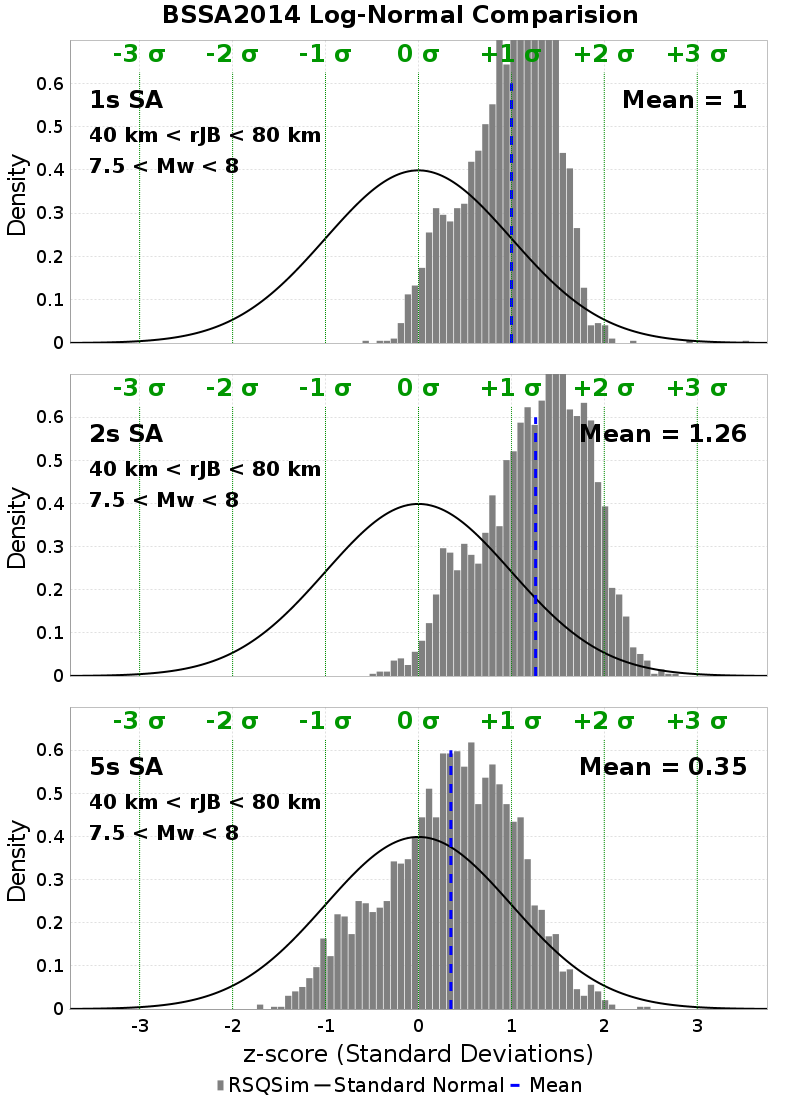 BSSA2014 Log-Normal Comparision
-3 σ -2 σ -1 σ 0 σ +1 σ +2 σ +3 σ
1s SA
Mean = 1
40 km < rJB < 80 km
7.5 < Mw < 8
Density
0.6
0.5
0.4
0.3
0.2
0.1
0
-3 σ -2 σ -1 σ 0 σ +1 σ +2 σ +3 σ
2s SA
Mean = 1.26
40 km < rJB < 80 km
7.5 < Mw < 8
Density
0.6
0.5
0.4
0.3
0.2
0.1
0
-3 σ -2 σ -1 σ 0 σ +1 σ +2 σ +3 σ
5s SA
Mean = 0.35
40 km < rJB < 80 km
7.5 < Mw < 8
Density
0.6
0.5
0.4
0.3
0.2
0.1
0
-3 -2 -1 0 1 2 3
z-score (Standard Deviations)
RSQSim Standard Normal Mean